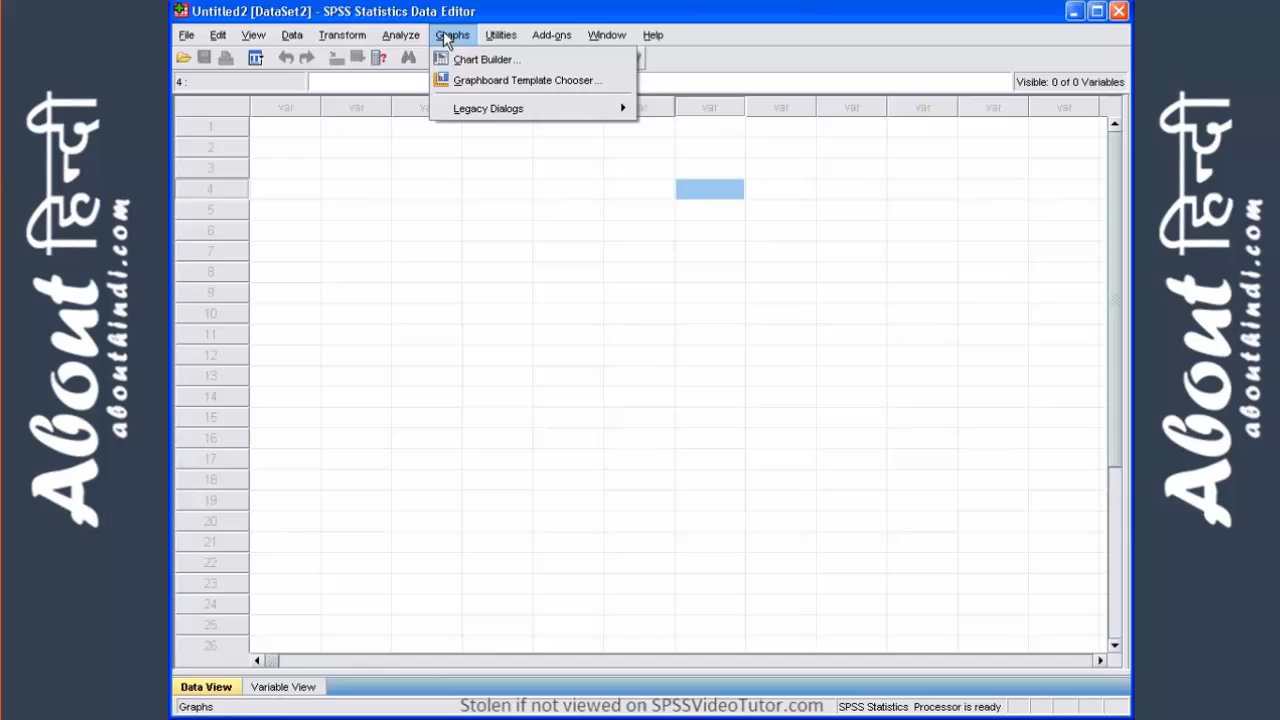 Untitled2 [DataSet2] - SPSS Statistics Data Editor
File Edit View Data Transform Analyze Graphs Utilities Add-ons Window Help
Chart Builder...
Graphboard Template Chooser...
Legacy Dialogs
4 :
Visible: 0 of 0 Variables
var var var var var var var var
1
2
3
4
5
6
7
8
9
10
11
12
13
14
15
16
17
18
19
20
21
22
23
24
25
26
Data View Variable View
Graphs
SPSS Statistics Processor is ready
Stolen if not viewed on SPSSVideoTutor.com
About हिन्दी
abouthindi.com
About हिन्दी
abouthindi.com